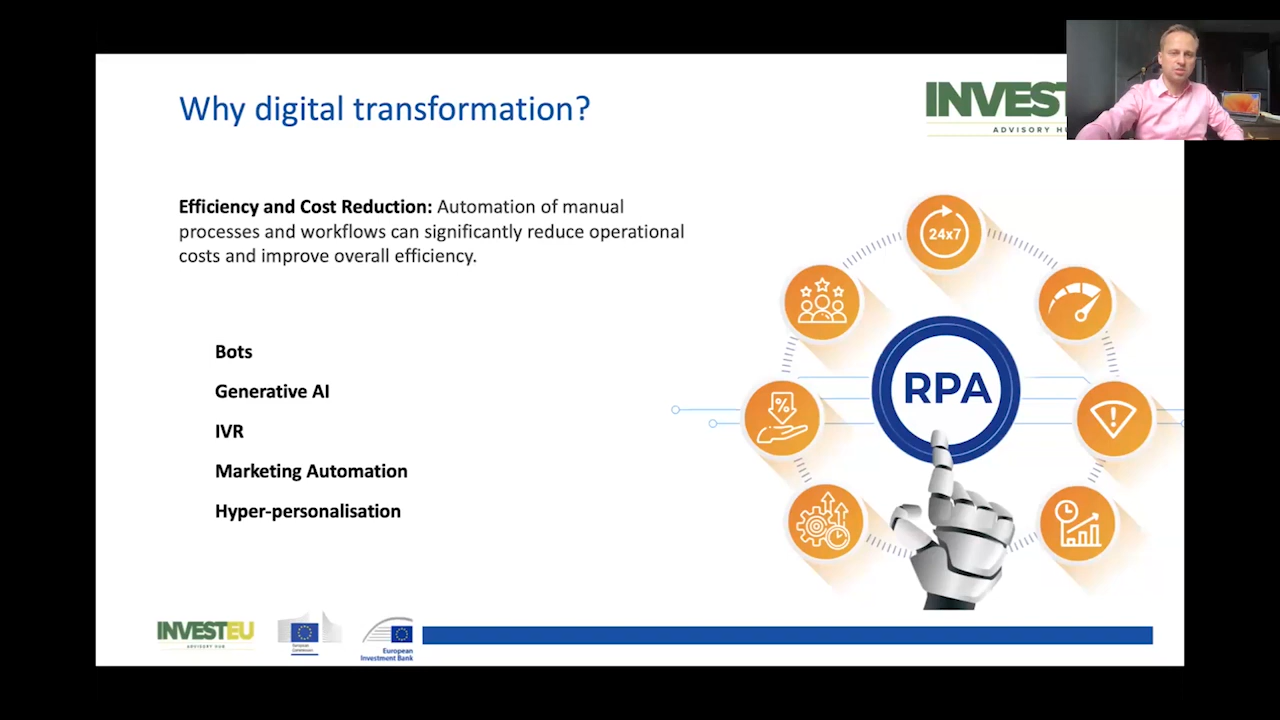 Why digital transformation?
INVEST
ADVISORY
Efficiency and Cost Reduction: Automation of manual
processes and workflows can significantly reduce operational
costs and improve overall efficiency.
Bots
Generative AI
IVR
Marketing Automation
Hyper-personalisation
24x7
%
RPA
!
INVESTEU
ADVISORY HUB
European
Commission
European
Investment Bank